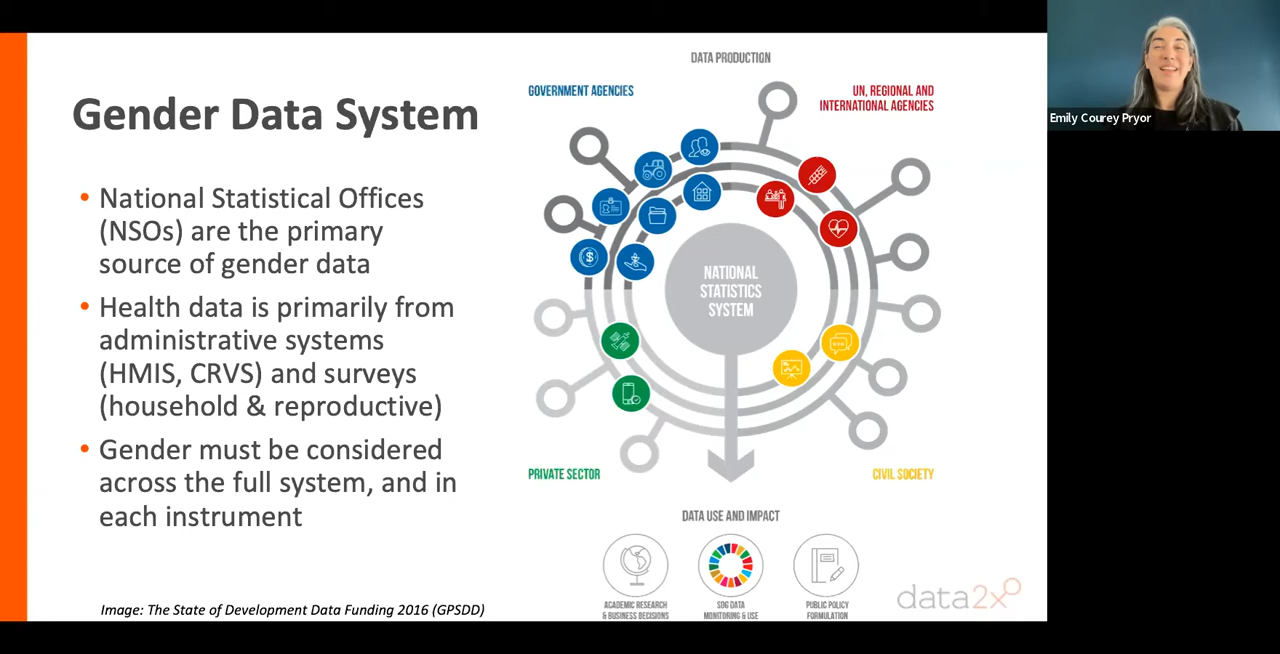 Gender Data System
• National Statistical Offices
(NSOs) are the primary
source of gender data
• Health data is primarily from
administrative systems
(HMIS, CRVS) and surveys
(household & reproductive)
• Gender must be considered
across the full system, and in
each instrument
Image: The State of Development Data Funding 2016 (GPSDD)
DATA PRODUCTION
GOVERNMENT AGENCIES
UN, REGIONAL AND
INTERNATIONAL AGENCIES
$
NATIONAL
STATISTICS
SYSTEM
PRIVATE SECTOR
CIVIL SOCIETY
DATA USE AND IMPACT
ACADEMIC RESEARCH
& BUSINESS DECISIONS
SDG DATA
MONITORING & USE
PUBLIC POLICY
FORMULATION
data2x
Emily Courey Pryor